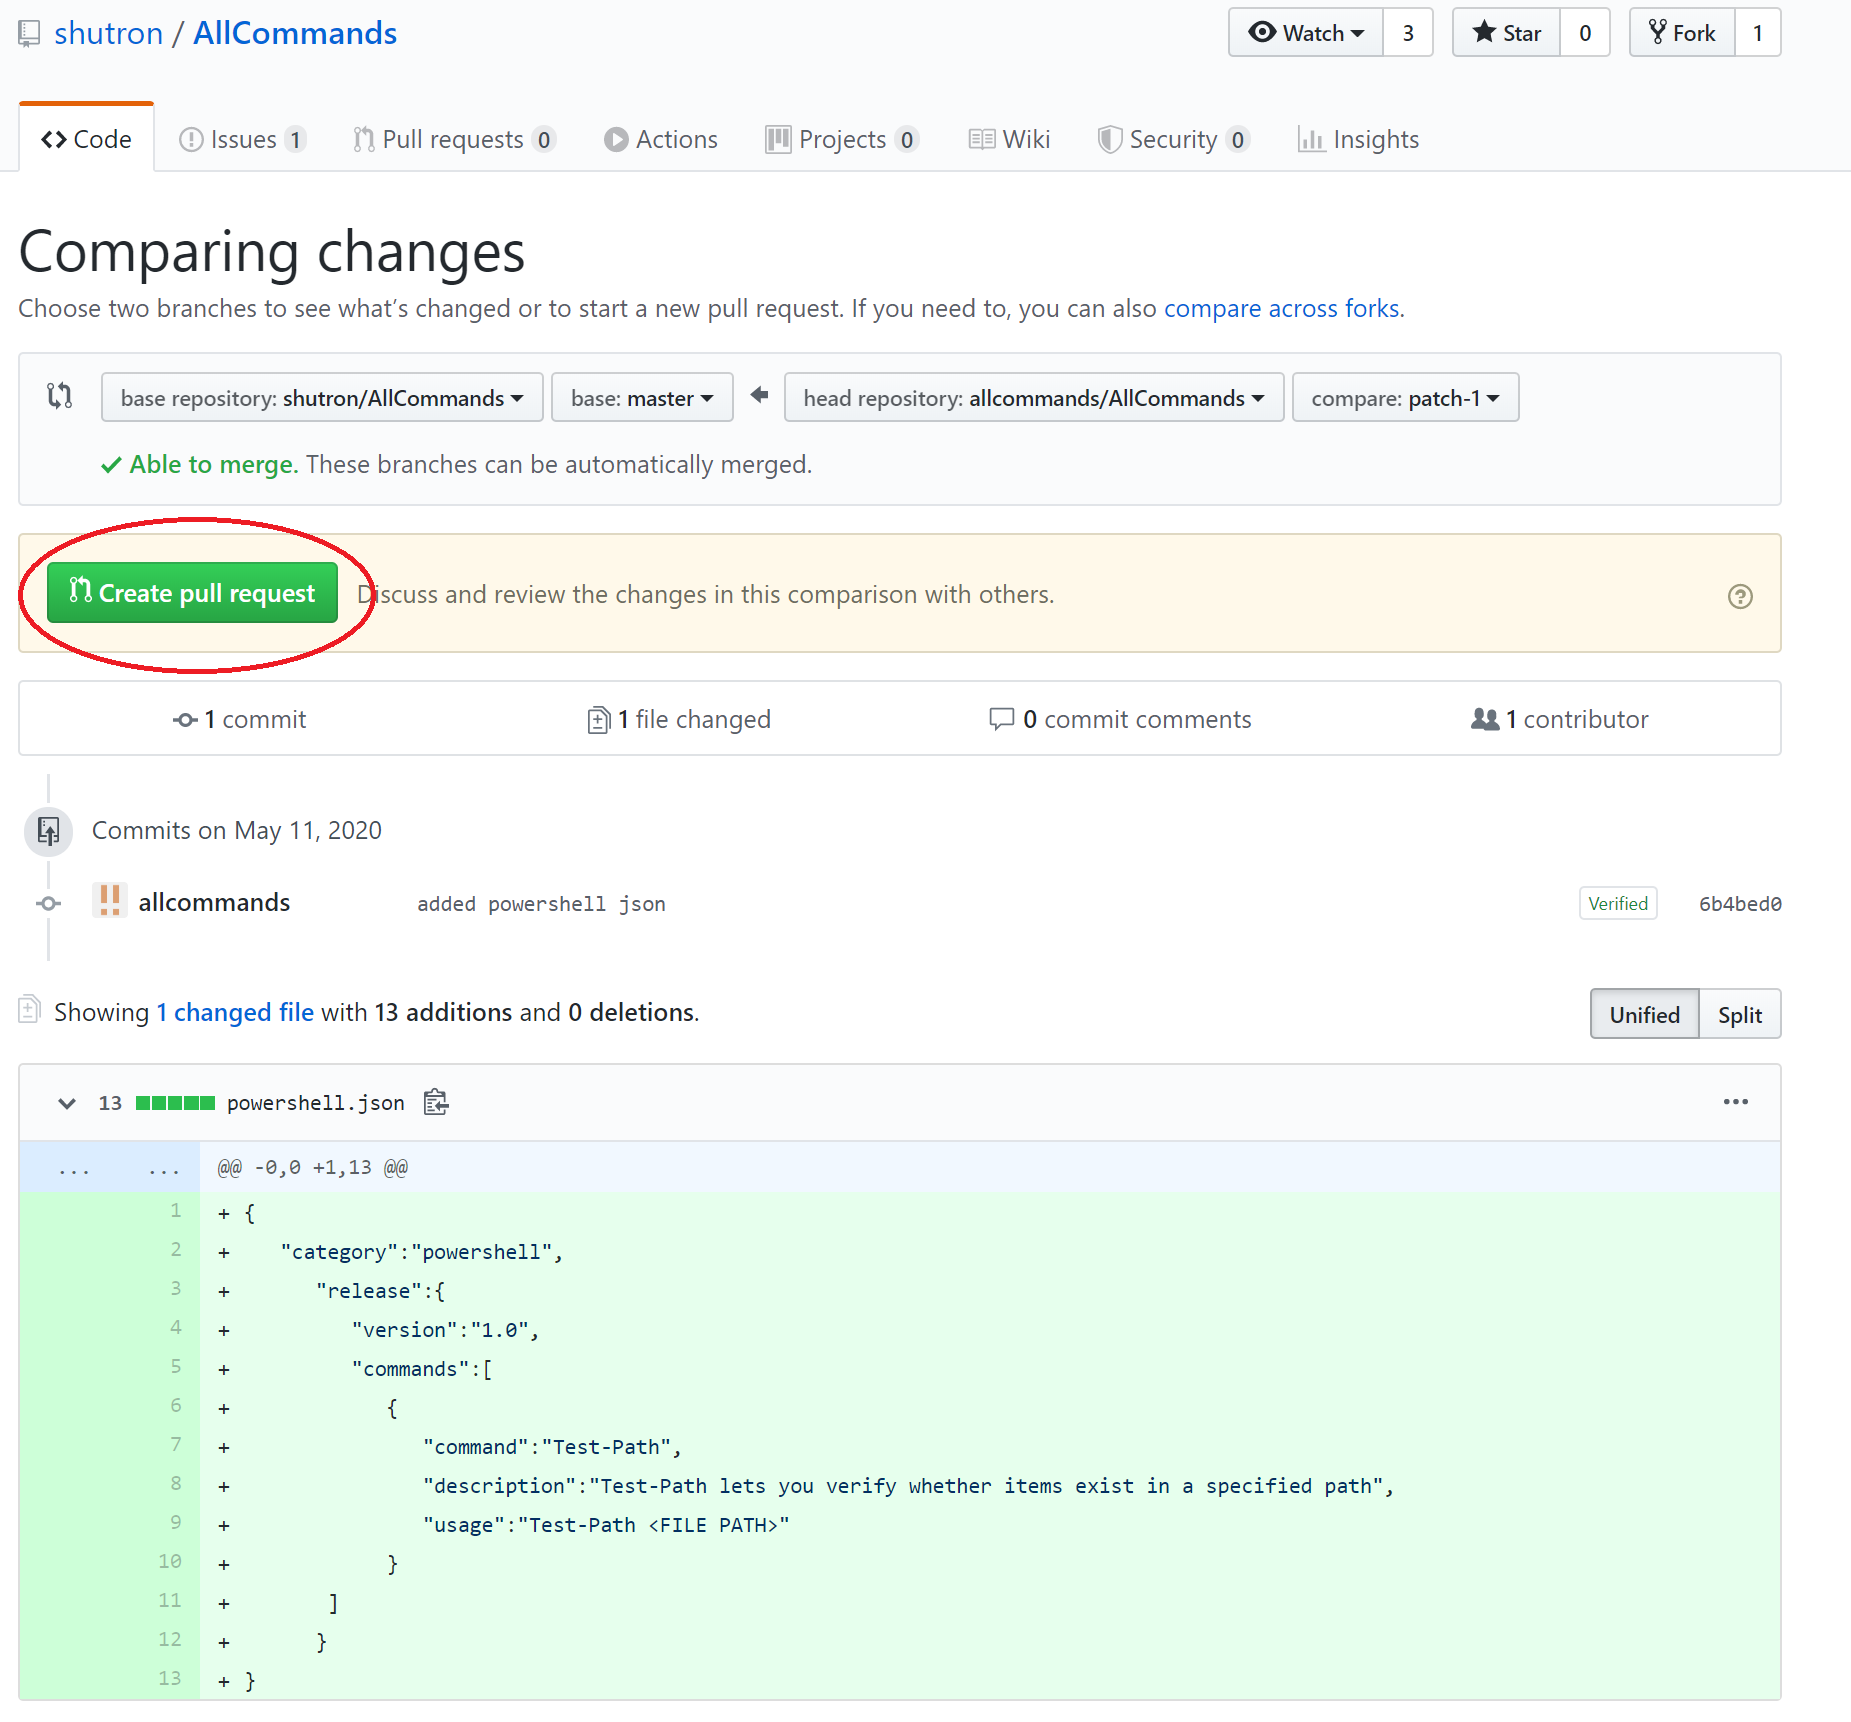 shutron / AllCommands
Watch 3 Star 0 Fork 1
Code Issues 1 Pull requests 0 Actions Projects 0 Wiki Security 0 Insights
Comparing changes
Choose two branches to see what's changed or to start a new pull request. If you need to, you can also compare across forks.
base repository: shutron/AllCommands base: master head repository: allcommands/AllCommands compare: patch-1
Able to merge. These branches can be automatically merged.
Create pull request Discuss and review the changes in this comparison with others.
1 commit 1 file changed 0 commit comments 1 contributor
Commits on May 11, 2020
allcommands added powershell json Verified 6b4bed0
Showing 1 changed file with 13 additions and 0 deletions. Unified Split
13 powershell.json ...
... ... @@ -0,0 +1,13 @@
1 + {
2 + "category":"powershell",
3 + "release":{
4 + "version":"1.0",
5 + "commands":[
6 + {
7 + "command":"Test-Path",
8 + "description":"Test-Path lets you verify whether items exist in a specified path",
9 + "usage":"Test-Path <FILE PATH>"
10 + }
11 + ]
12 + }
13 + }